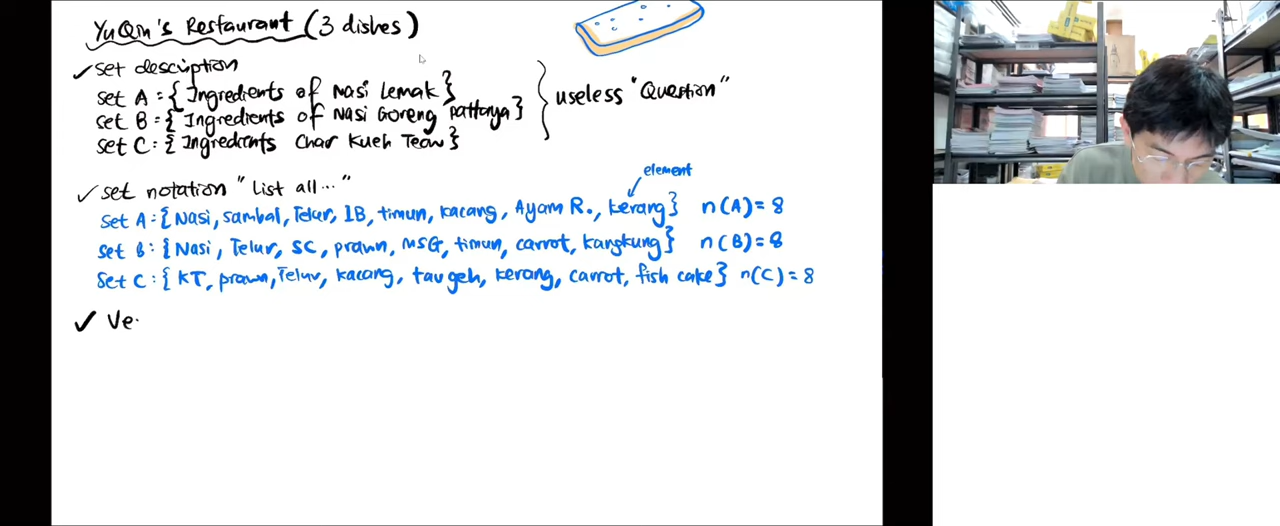 YuQin's Restaurant (3 dishes)
✓ set description
set A = { Ingredients of Nasi Lemak }
set B = { Ingredients of Nasi Goreng Pattaya }
set C: { Ingredients Char Kueh Teow }
useless "Question"
✓ set notation "List all..."
element
set A: { Nasi, sambal, Telur, IB, timun, kacang, Ayam R., kerang } n(A) = 8
set B: { Nasi, Telur, SC, prawn, MSG, timun, carrot, kangkung } n(B) = 8
set C: { KT, prawn, Telur, kacang, taugeh, kerang, carrot, fish cake } n(C) = 8
✓ Ve